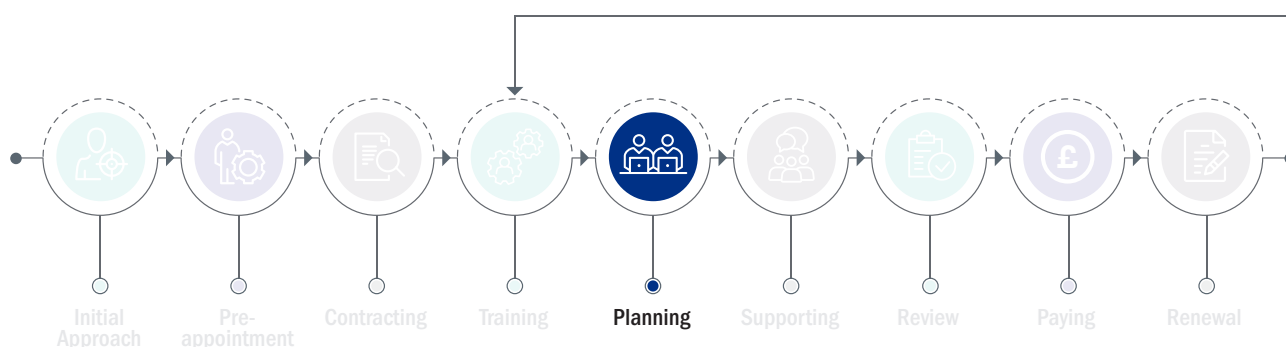 Initial
Approach
Pre-
appointment
Contracting
Training
Planning
Supporting
Review
£
Paying
Renewal